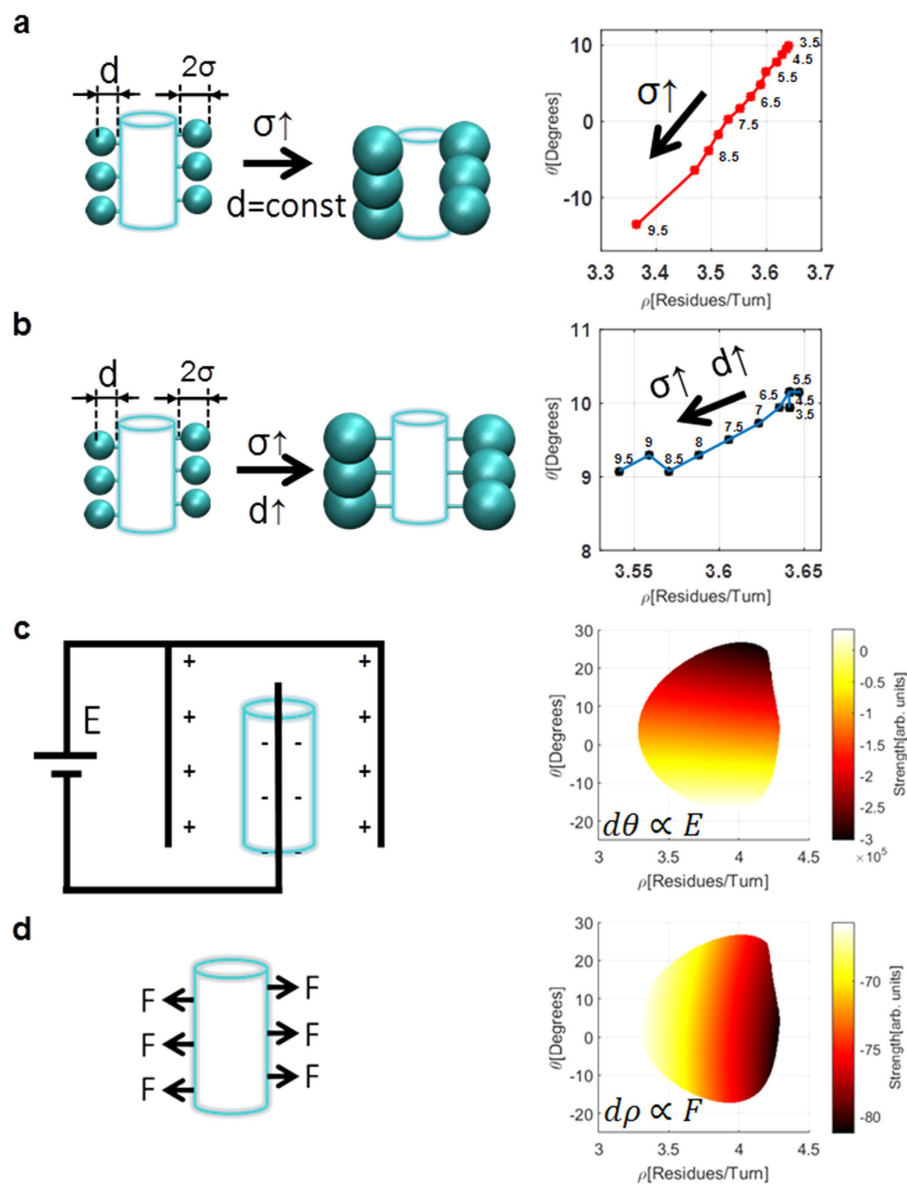 a
d
2σ
σ↑
d=const
σ↑
3.5
4.5
5.5
6.5
7.5
8.5
9.5
10
0
-10
θ[Degrees]
3.3 3.4 3.5 3.6 3.7
ρ[Residues/Turn]
b
d
2σ
σ↑
d↑
σ↑ d↑
5.5
6.5
4.5
3.5
7
7.5
8
8.5
9
9.5
11
10
9
8
θ[Degrees]
3.55 3.6 3.65
ρ[Residues/Turn]
c
E
+ +
+ +
+ +
+ +
- -
- -
- -
30
20
10
0
-10
-20
θ[Degrees]
dθ ∝ E
3 3.5 4 4.5
ρ[Residues/Turn]
0
-0.5
-1
-1.5
-2
-2.5
-3
×10⁵
Strength[arb. units]
d
F F
F F
F F
30
20
10
0
-10
-20
θ[Degrees]
dρ ∝ F
3 3.5 4 4.5
ρ[Residues/Turn]
-70
-75
-80
Strength[arb. units]